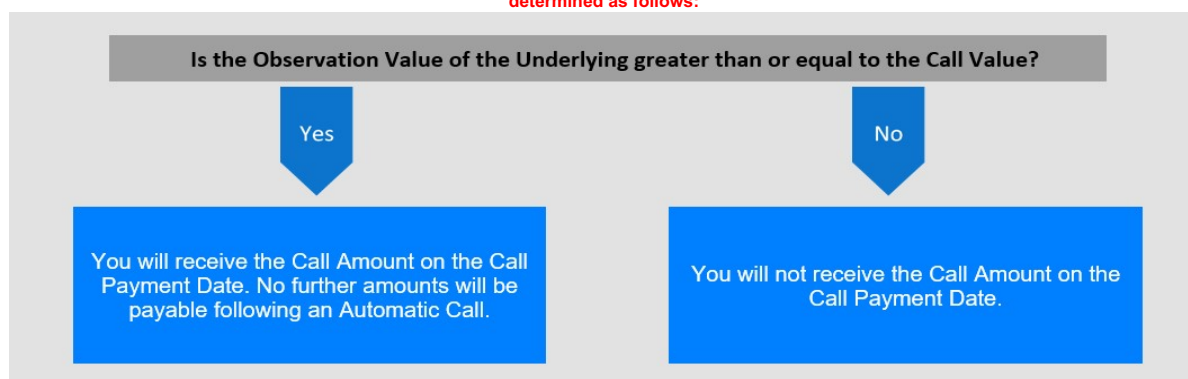 determined as follows:
Is the Observation Value of the Underlying greater than or equal to the Call Value?
Yes
No
You will receive the Call Amount on the Call
Payment Date. No further amounts will be
payable following an Automatic Call.
You will not receive the Call Amount on the
Call Payment Date.